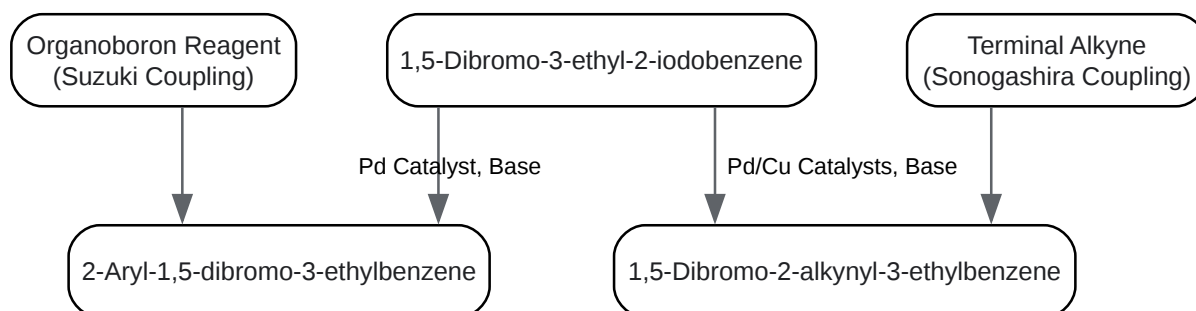 Organoboron Reagent
(Suzuki Coupling)
1,5-Dibromo-3-ethyl-2-iodobenzene
Terminal Alkyne
(Sonogashira Coupling)
Pd Catalyst, Base
Pd/Cu Catalysts, Base
2-Aryl-1,5-dibromo-3-ethylbenzene
1,5-Dibromo-2-alkynyl-3-ethylbenzene